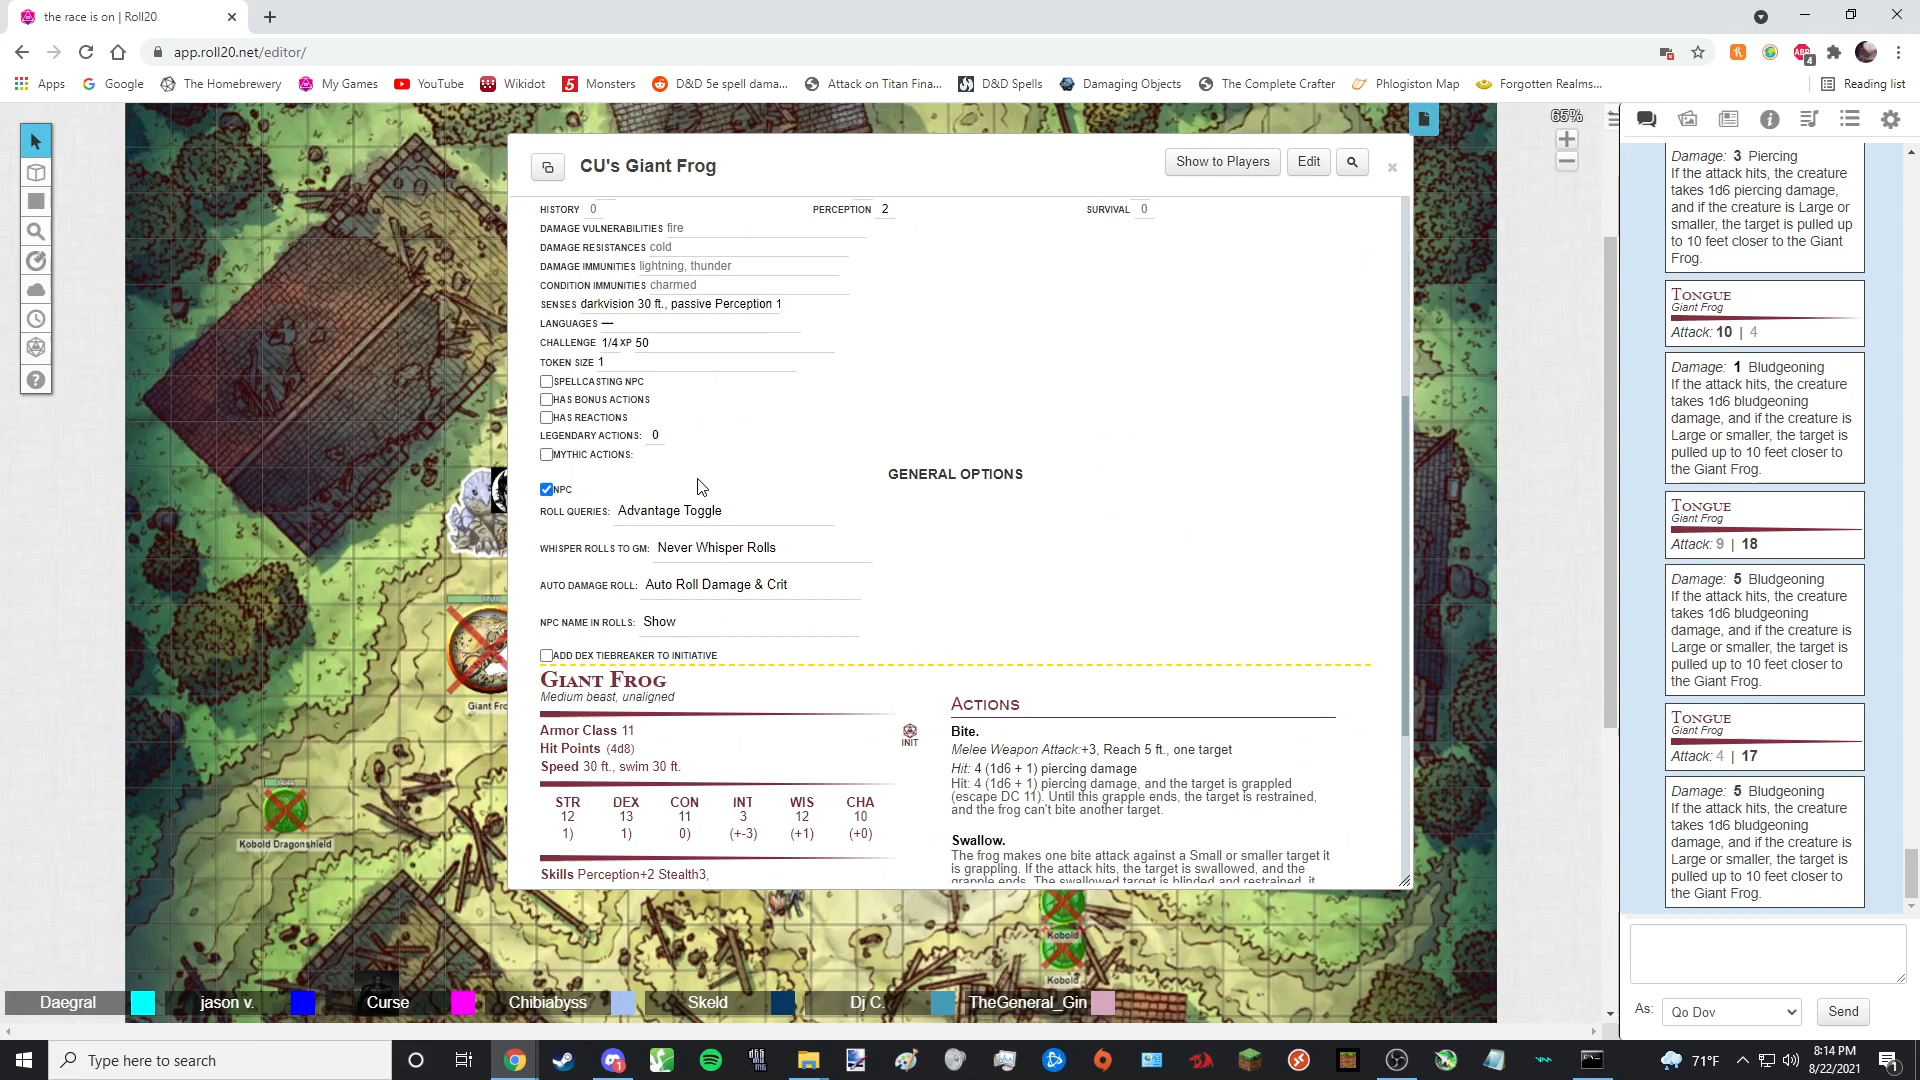 the race is on | Roll20
app.roll20.net/editor/
4
Apps
Google
The Homebrewery
My Games
YouTube
Wikidot
Monsters
D&D 5e spell dama...
Attack on Titan Fina...
D&D Spells
Damaging Objects
The Complete Crafter
Phlogiston Map
Forgotten Realms...
Reading list
65%
CU's Giant Frog
Show to Players
Edit
HISTORY 0
PERCEPTION 2
SURVIVAL 0
DAMAGE VULNERABILITIES fire
DAMAGE RESISTANCES cold
DAMAGE IMMUNITIES lightning, thunder
CONDITION IMMUNITIES charmed
SENSES darkvision 30 ft., passive Perception 1
LANGUAGES —
CHALLENGE 1/4 XP 50
TOKEN SIZE 1
SPELLCASTING NPC
HAS BONUS ACTIONS
HAS REACTIONS
LEGENDARY ACTIONS: 0
MYTHIC ACTIONS:
GENERAL OPTIONS
NPC
ROLL QUERIES: Advantage Toggle
WHISPER ROLLS TO GM: Never Whisper Rolls
AUTO DAMAGE ROLL: Auto Roll Damage & Crit
NPC NAME IN ROLLS: Show
ADD DEX TIEBREAKER TO INITIATIVE
GIANT FROG
Medium beast, unaligned
Armor Class 11
Hit Points (4d8)
Speed 30 ft., swim 30 ft.
INIT
STR DEX CON INT WIS CHA
12 13 11 3 12 10
1) 1) 0) (+-3) (+1) (+0)
Skills Perception+2 Stealth3,
ACTIONS
Bite.
Melee Weapon Attack:+3, Reach 5 ft., one target
Hit: 4 (1d6 + 1) piercing damage
Hit: 4 (1d6 + 1) piercing damage, and the target is grappled
(escape DC 11). Until this grapple ends, the target is restrained,
and the frog can't bite another target.
Swallow.
The frog makes one bite attack against a Small or smaller target it
is grappling. If the attack hits, the target is swallowed, and the
grapple ends. The swallowed target is blinded and restrained, it
Giant Fro
Kobold Dragonshield
Kobold
Kobold
Damage: 3 Piercing
If the attack hits, the creature
takes 1d6 piercing damage,
and if the creature is Large or
smaller, the target is pulled up
to 10 feet closer to the Giant
Frog.
TONGUE
Giant Frog
Attack: 10 | 4
Damage: 1 Bludgeoning
If the attack hits, the creature
takes 1d6 bludgeoning
damage, and if the creature is
Large or smaller, the target is
pulled up to 10 feet closer to
the Giant Frog.
TONGUE
Giant Frog
Attack: 9 | 18
Damage: 5 Bludgeoning
If the attack hits, the creature
takes 1d6 bludgeoning
damage, and if the creature is
Large or smaller, the target is
pulled up to 10 feet closer to
the Giant Frog.
TONGUE
Giant Frog
Attack: 4 | 17
Damage: 5 Bludgeoning
If the attack hits, the creature
takes 1d6 bludgeoning
damage, and if the creature is
Large or smaller, the target is
pulled up to 10 feet closer to
the Giant Frog.
As: Qo Dov
Send
Daegral
jason v.
Curse
Chibiabyss
Skeld
Dj C.
TheGeneral_Gin
Type here to search
71°F
8:14 PM
8/22/2021
1